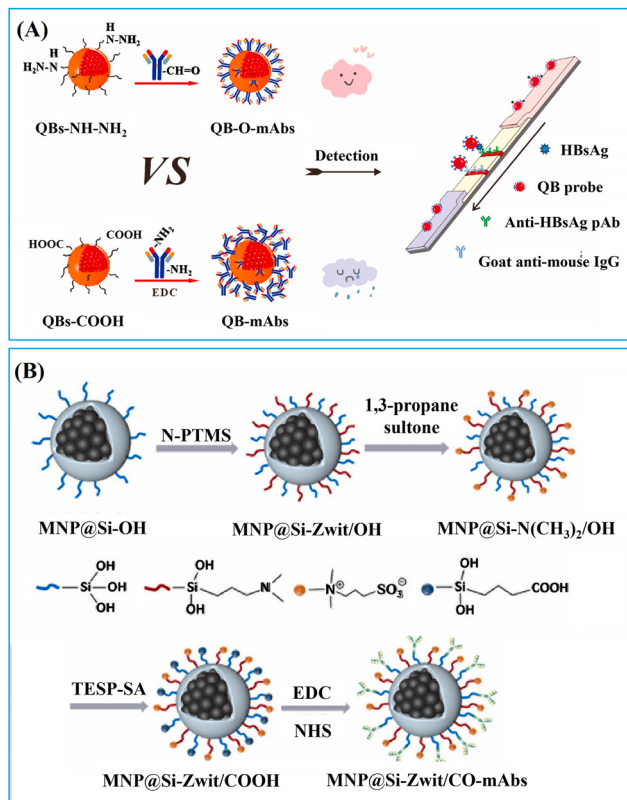 (A)
H
N-NH₂
H
H₂N-N
-CH=O
QBs-NH-NH₂
QB-O-mAbs
VS
Detection
HBsAg
QB probe
Anti-HBsAg pAb
Goat anti-mouse IgG
HOOC
COOH
-NH₂
-NH₂
EDC
QBs-COOH
QB-mAbs
(B)
N-PTMS
1,3-propane
sultone
MNP@Si-OH
MNP@Si-Zwit/OH
MNP@Si-N(CH₃)₂/OH
OH
Si
OH
OH
OH
Si
OH
N
N⊕
SO₃⊖
OH
Si
OH
COOH
TESP-SA
EDC
NHS
MNP@Si-Zwit/COOH
MNP@Si-Zwit/CO-mAbs